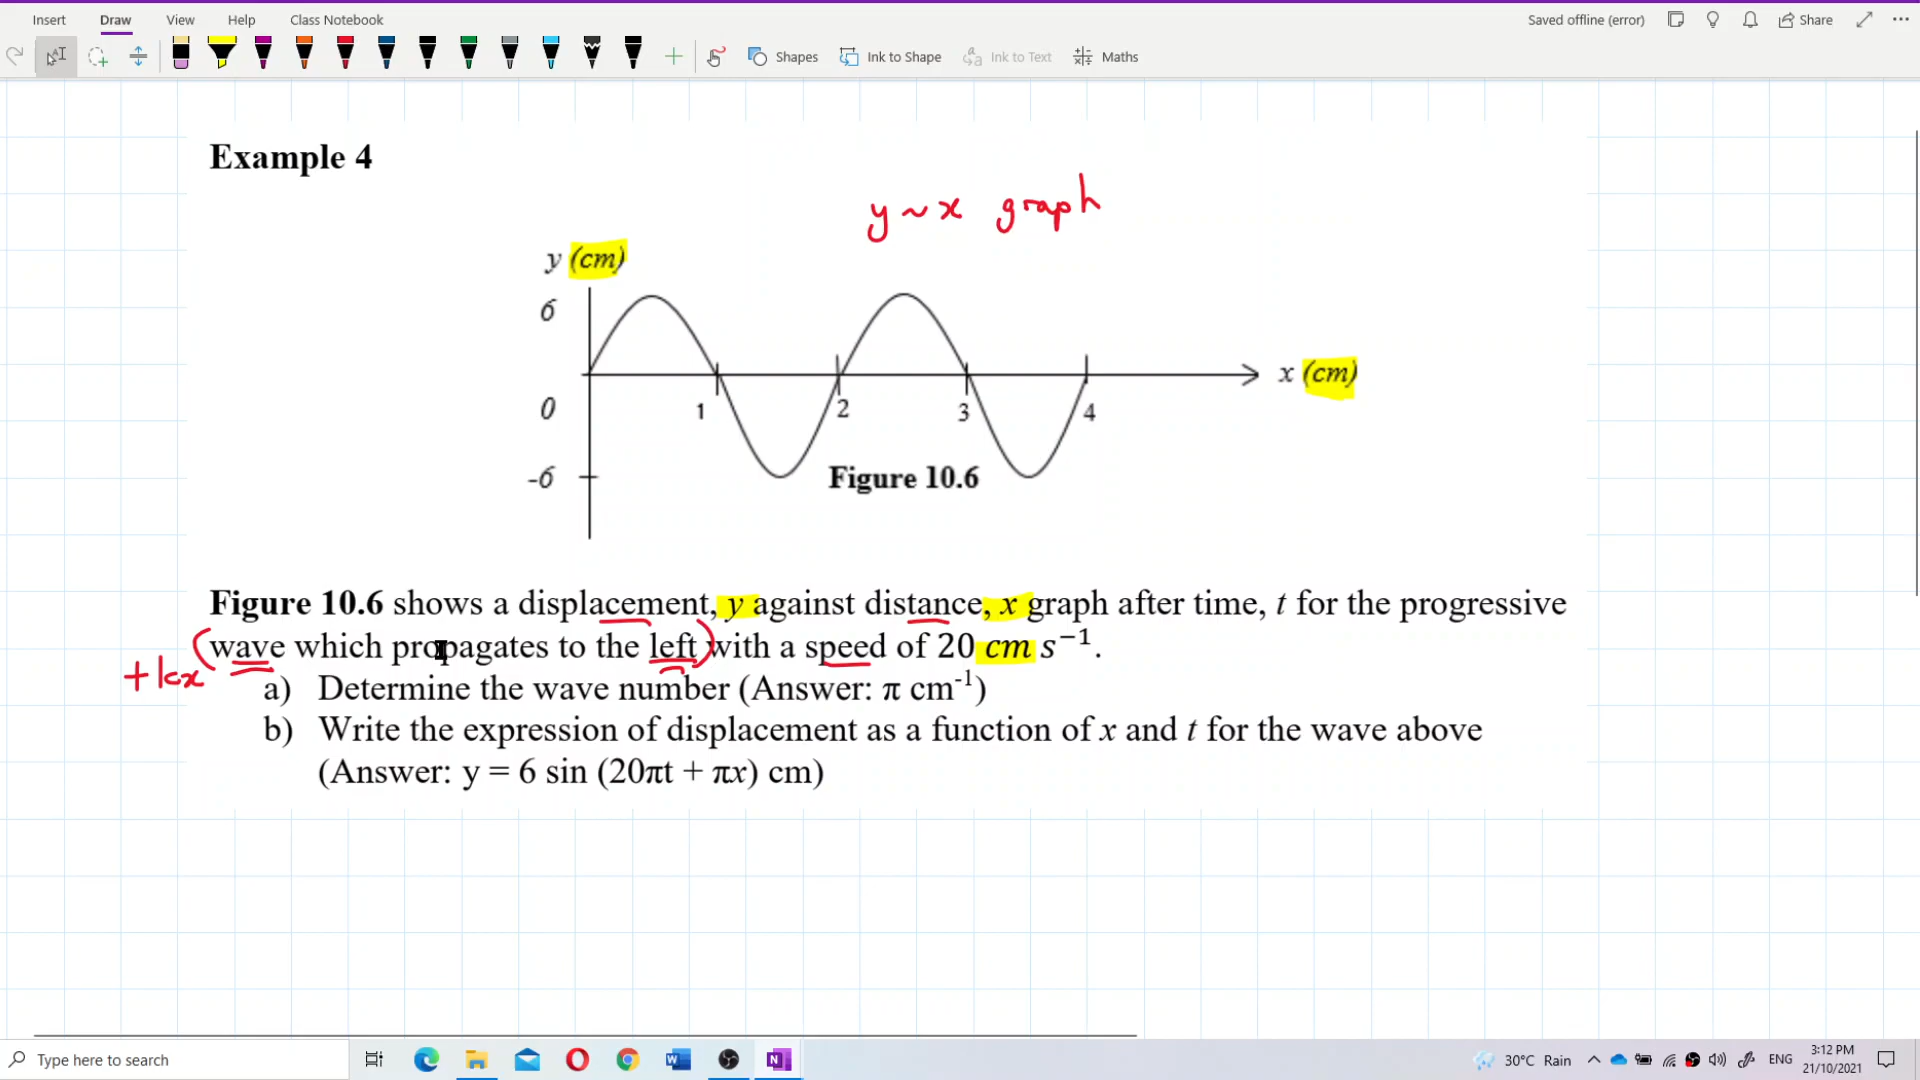 Insert Draw View Help Class Notebook Saved offline (error) Share
Shapes Ink to Shape Ink to Text Maths
Example 4
y ~ x graph
y (cm)
6
x (cm)
0 1 2 3 4
-6
Figure 10.6
Figure 10.6 shows a displacement, y against distance, x graph after time, t for the progressive
wave which propagates to the left with a speed of 20 cm s⁻¹.
+kx
a) Determine the wave number (Answer: π cm⁻¹)
b) Write the expression of displacement as a function of x and t for the wave above
(Answer: y = 6 sin (20πt + πx) cm)
Type here to search 30°C Rain ENG 3:12 PM
21/10/2021